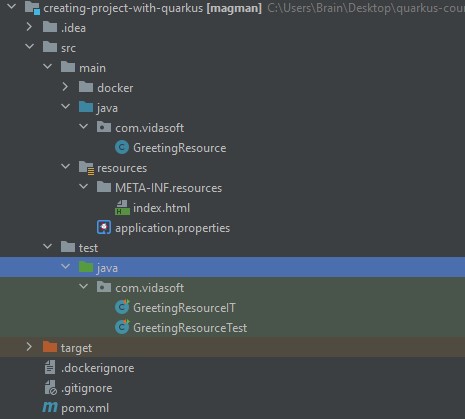 creating-project-with-quarkus [magman] C:\Users\Brain\Desktop\quarkus-cou
.idea
src
main
docker
java
com.vidasoft
GreetingResource
resources
META-INF.resources
index.html
application.properties
test
java
com.vidasoft
GreetingResourceIT
GreetingResourceTest
target
.dockerignore
.gitignore
pom.xml